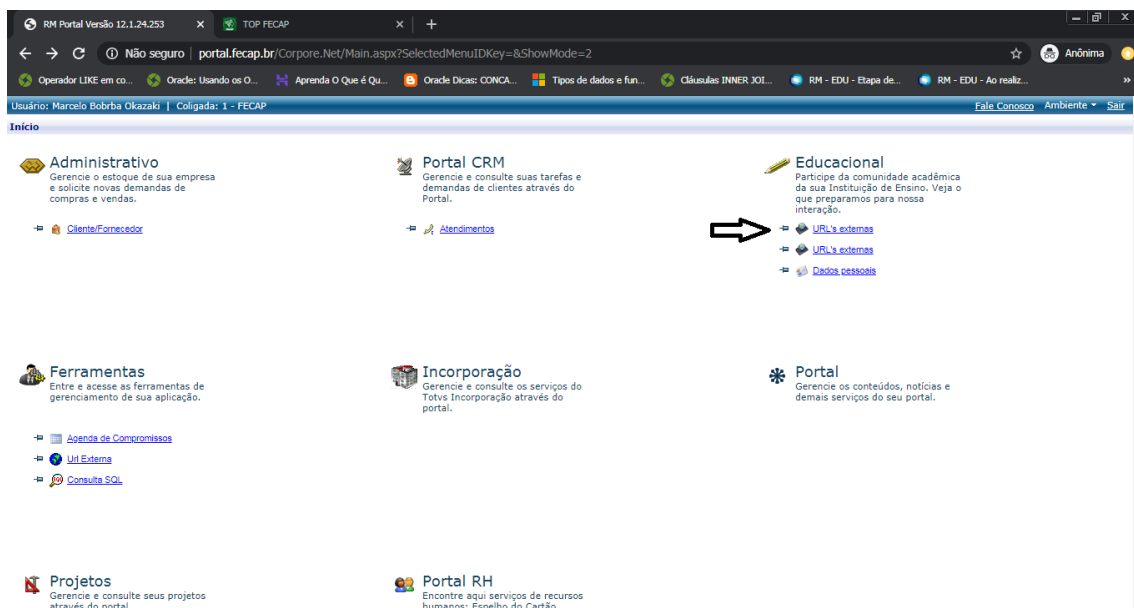 RM Portal Versão 12.1.24.253
TOP FECAP
Não seguro | portal.fecap.br/Corpore.Net/Main.aspx?SelectedMenuIDKey=&ShowMode=2
Anônima
Operador LIKE em co...
Oracle: Usando os O...
Aprenda O Que é Qu...
Oracle Dicas: CONCA...
Tipos de dados e fun...
Cláusulas INNER JOI...
RM - EDU - Etapa de...
RM - EDU - Ao realiz...
»
Usuário: Marcelo Bobrba Okazaki | Coligada: 1 - FECAP
Fale Conosco Ambiente Sair
Início
Administrativo
Gerencie o estoque de sua empresa
e solicite novas demandas de
compras e vendas.
Cliente/Fornecedor
Portal CRM
Gerencie e consulte suas tarefas e
demandas de clientes através do
Portal.
Atendimentos
Educacional
Participe da comunidade acadêmica
da sua Instituição de Ensino. Veja o
que preparamos para nossa
interação.
URL's externas
URL's externas
Dados pessoais
Ferramentas
Entre e acesse as ferramentas de
gerenciamento de sua aplicação.
Agenda de Compromissos
Url Externa
Consulta SQL
Incorporação
Gerencie e consulte os serviços do
Totvs Incorporação através do
portal.
Portal
Gerencie os conteúdos, notícias e
demais serviços do seu portal.
Projetos
Gerencie e consulte seus projetos
através do portal
Portal RH
Encontre aqui serviços de recursos
humanos: Espelho do Cartão